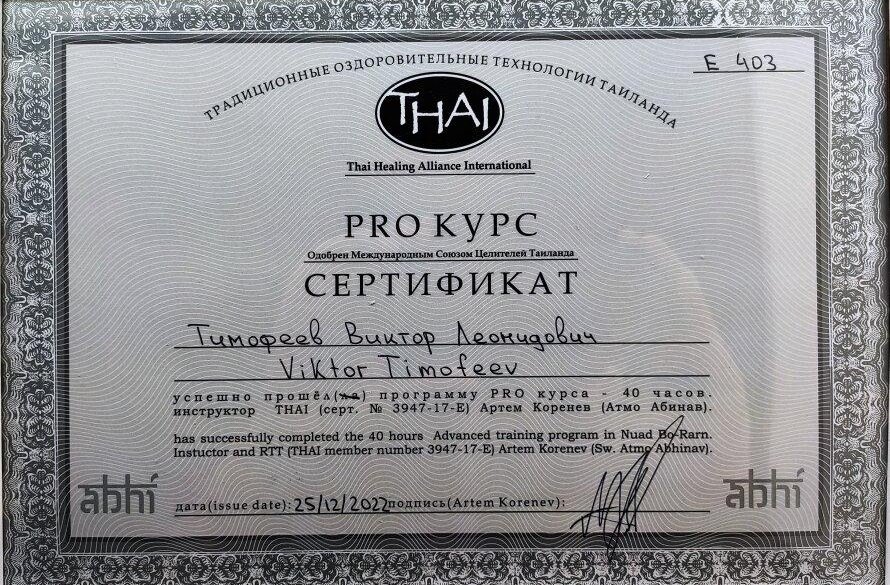 E 403
ТРАДИЦИОННЫЕ ОЗДОРОВИТЕЛЬНЫЕ ТЕХНОЛОГИИ ТАИЛАНДА
THAI
Thai Healing Alliance International
PRO КУРС
Одобрен Международным Союзом Целителей Таиланда
СЕРТИФИКАТ
Тимофеев Виктор Леонидович
Viktor Timofeev
успешно прошёл(ла) программу PRO курса - 40 часов.
инструктор THAI (серт. № 3947-17-E) Артем Коренев (Атмо Абинав).
has successfully completed the 40 hours Advanced training program in Nuad Bo-Rarn.
Instuctor and RTT (THAI member number 3947-17-E) Artem Korenev (Sw. Atmo Abhinav).
abhi
abhi
дата(issue date): 25/12/2022 подпись(Artem Korenev):